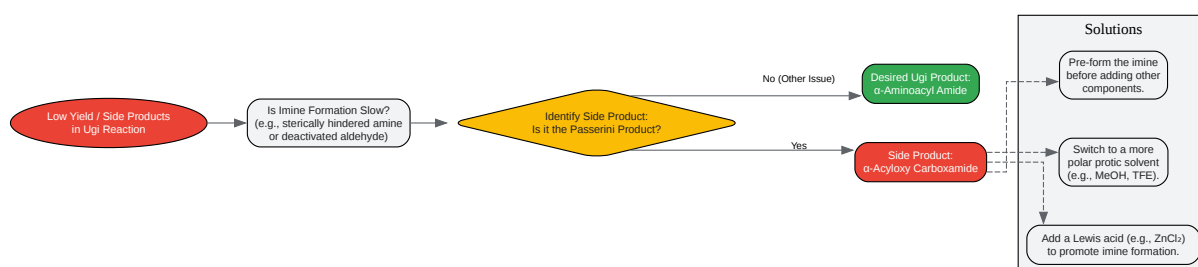 Low Yield / Side Products
in Ugi Reaction
Is Imine Formation Slow?
(e.g., sterically hindered amine
or deactivated aldehyde)
Identify Side Product:
Is it the Passerini Product?
No (Other Issue)
Desired Ugi Product:
α-Aminoacyl Amide
Yes
Side Product:
α-Acyloxy Carboxamide
Solutions
Pre-form the imine
before adding other
components.
Switch to a more
polar protic solvent
(e.g., MeOH, TFE).
Add a Lewis acid (e.g., ZnCl₂)
to promote imine formation.